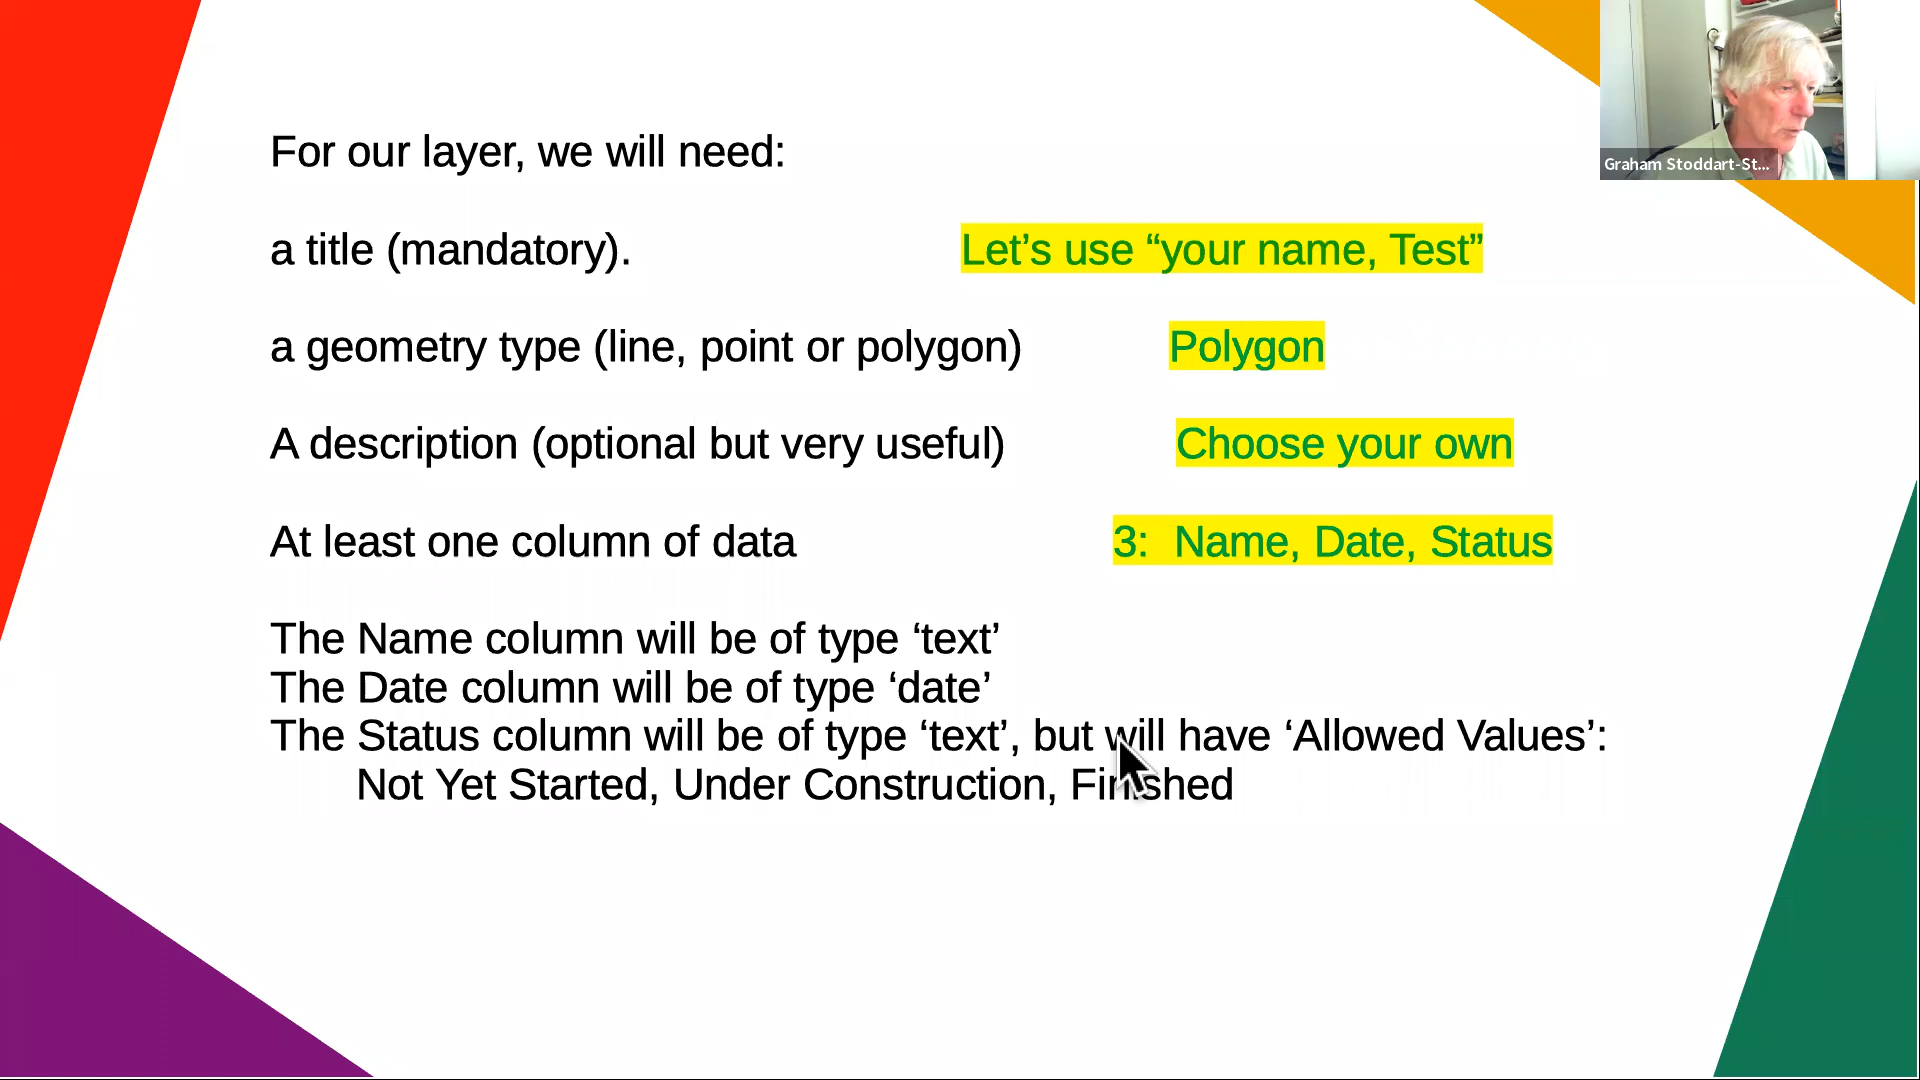 For our layer, we will need:
a title (mandatory). Let’s use “your name, Test”
a geometry type (line, point or polygon) Polygon
A description (optional but very useful) Choose your own
At least one column of data 3: Name, Date, Status
The Name column will be of type ‘text’
The Date column will be of type ‘date’
The Status column will be of type ‘text’, but will have ‘Allowed Values’:
Not Yet Started, Under Construction, Finished
Graham Stoddart-St...